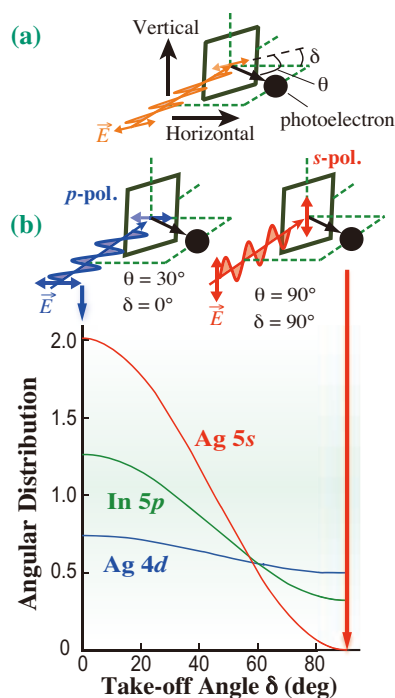 (a)
Vertical
δ
θ
photoelectron
E
Horizontal
p-pol.
s-pol.
(b)
θ = 30°
δ = 0°
E
θ = 90°
δ = 90°
E
2.0
1.5
1.0
0.5
0
Angular Distribution
Ag 5s
In 5p
Ag 4d
0 20 40 60 80
Take-off Angle δ (deg)